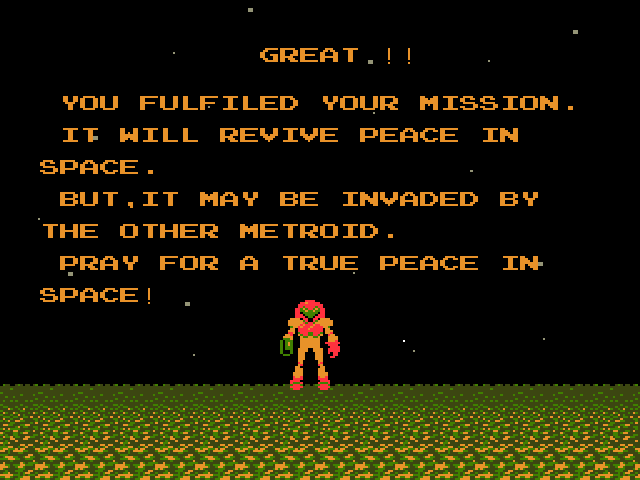 GREAT !!
YOU FULFILED YOUR MISSION.
IT WILL REVIVE PEACE IN
SPACE.
BUT,IT MAY BE INVADED BY
THE OTHER METROID.
PRAY FOR A TRUE PEACE IN
SPACE!